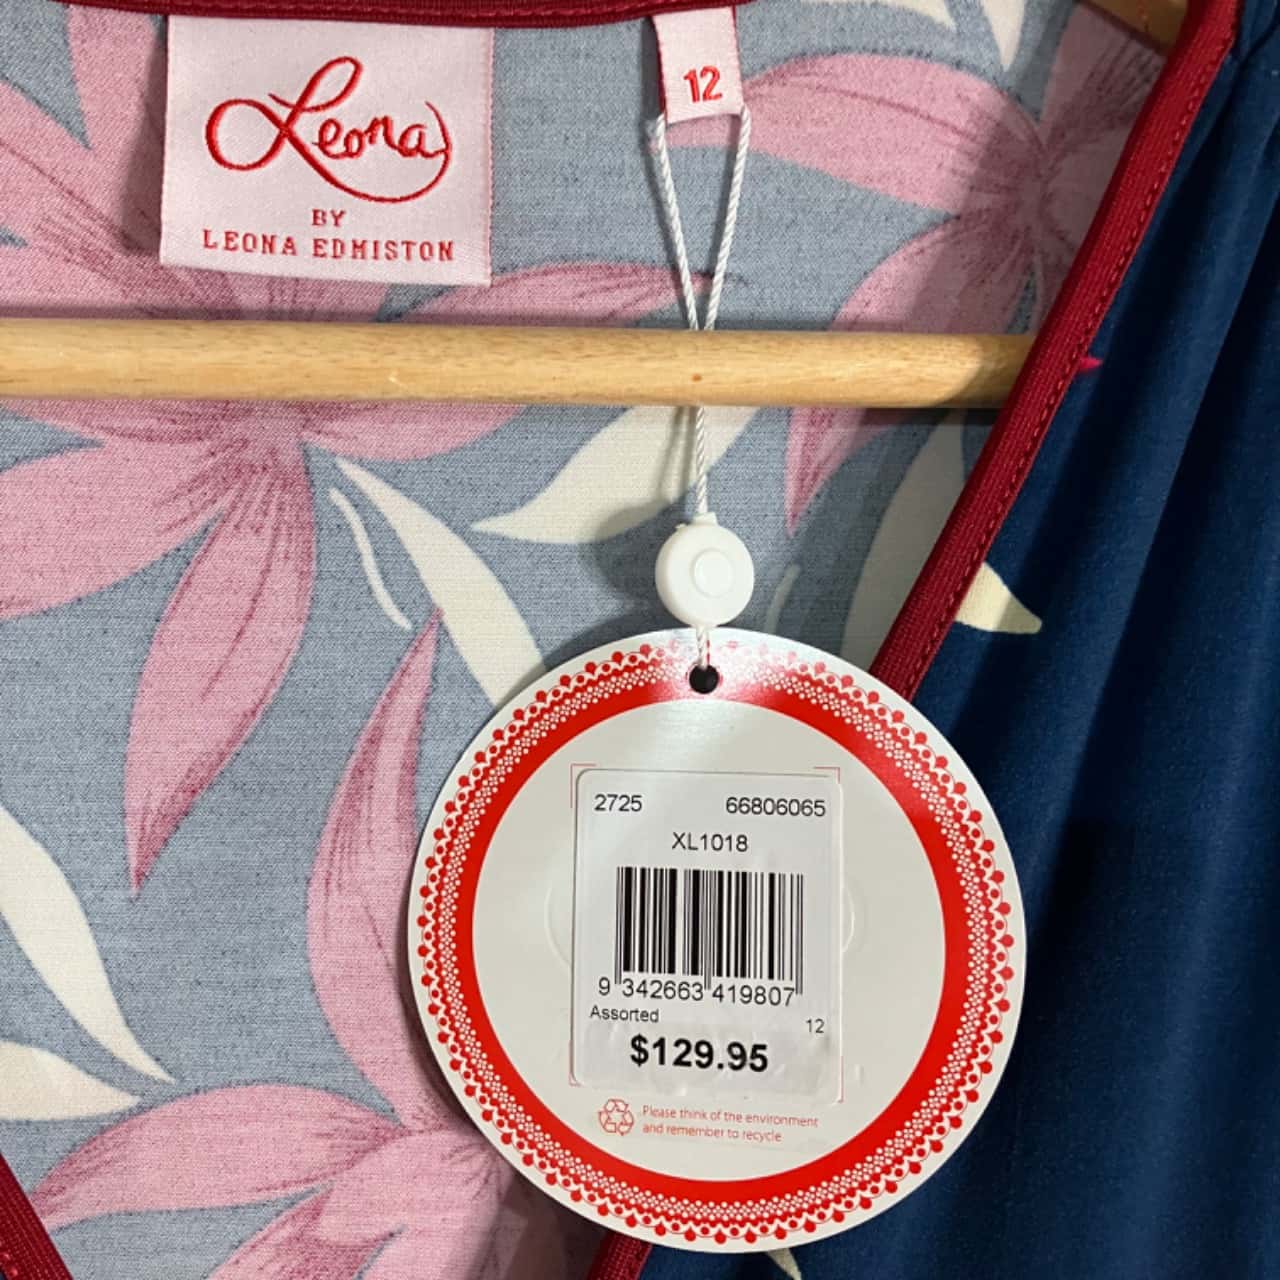 Leona
BY
LEONA EDMISTON
12
2725 66806065
XL1018
9 342663 419807
Assorted 12
$129.95
Please think of the environment
and remember to recycle